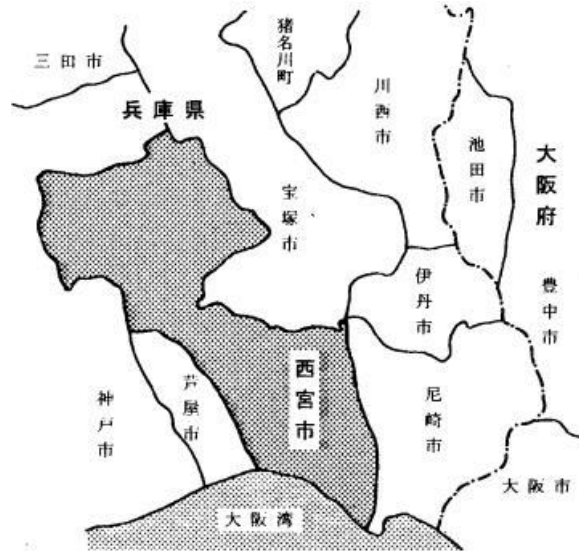 三田市
兵庫県
猪名川町
川西市
池田市
大阪府
宝塚市
伊丹市
豊中市
西宮市
尼崎市
芦屋市
神戸市
大阪市
大阪湾